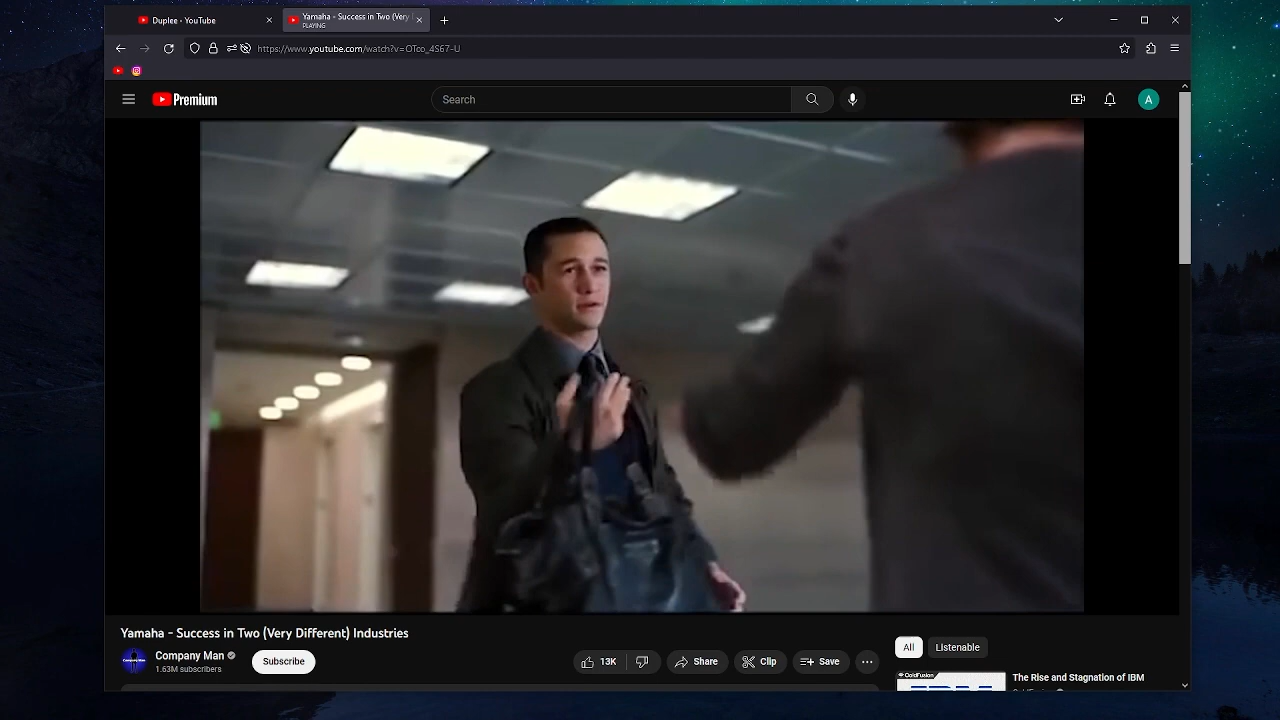 Duplee - YouTube
Yamaha - Success in Two (Very
PLAYING
https://www.youtube.com/watch?v=OTco_4S67-U
Premium
Search
A
Yamaha - Success in Two (Very Different) Industries
Company Man
1.63M subscribers
Subscribe
13K
Share
Clip
Save
All
Listenable
ColdFusion
The Rise and Stagnation of IBM